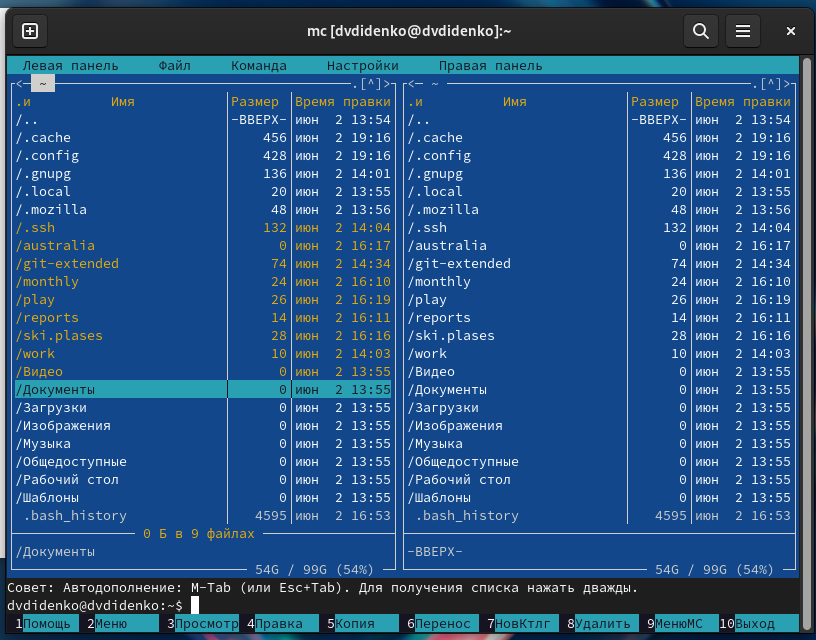 mc [dvdidenko@dvdidenko]:~
Левая панель Файл Команда Настройки Правая панель
<─ ~ .[^]> <─ ~ .[^]>
.и Имя Размер Время правки .и Имя Размер Время правки
/.. -ВВЕРХ- июн 2 13:54 /.. -ВВЕРХ- июн 2 13:54
/.cache 456 июн 2 19:16 /.cache 456 июн 2 19:16
/.config 428 июн 2 19:16 /.config 428 июн 2 19:16
/.gnupg 136 июн 2 14:01 /.gnupg 136 июн 2 14:01
/.local 20 июн 2 13:55 /.local 20 июн 2 13:55
/.mozilla 48 июн 2 13:56 /.mozilla 48 июн 2 13:56
/.ssh 132 июн 2 14:04 /.ssh 132 июн 2 14:04
/australia 0 июн 2 16:17 /australia 0 июн 2 16:17
/git-extended 74 июн 2 14:34 /git-extended 74 июн 2 14:34
/monthly 24 июн 2 16:10 /monthly 24 июн 2 16:10
/play 26 июн 2 16:19 /play 26 июн 2 16:19
/reports 14 июн 2 16:11 /reports 14 июн 2 16:11
/ski.plases 28 июн 2 16:16 /ski.plases 28 июн 2 16:16
/work 10 июн 2 14:03 /work 10 июн 2 14:03
/Видео 0 июн 2 13:55 /Видео 0 июн 2 13:55
/Документы 0 июн 2 13:55 /Документы 0 июн 2 13:55
/Загрузки 0 июн 2 13:55 /Загрузки 0 июн 2 13:55
/Изображения 0 июн 2 13:55 /Изображения 0 июн 2 13:55
/Музыка 0 июн 2 13:55 /Музыка 0 июн 2 13:55
/Общедоступные 0 июн 2 13:55 /Общедоступные 0 июн 2 13:55
/Рабочий стол 0 июн 2 13:55 /Рабочий стол 0 июн 2 13:55
/Шаблоны 0 июн 2 13:55 /Шаблоны 0 июн 2 13:55
.bash_history 4595 июн 2 16:53 .bash_history 4595 июн 2 16:53
0 Б в 9 файлах
/Документы -ВВЕРХ-
54G / 99G (54%) 54G / 99G (54%)
Совет: Автодополнение: M-Tab (или Esc+Tab). Для получения списка нажать дважды.
dvdidenko@dvdidenko:~$
1Помощь 2Меню 3Просмотр 4Правка 5Копия 6Перенос 7НовКтлг 8Удалить 9МенюMC 10Выход